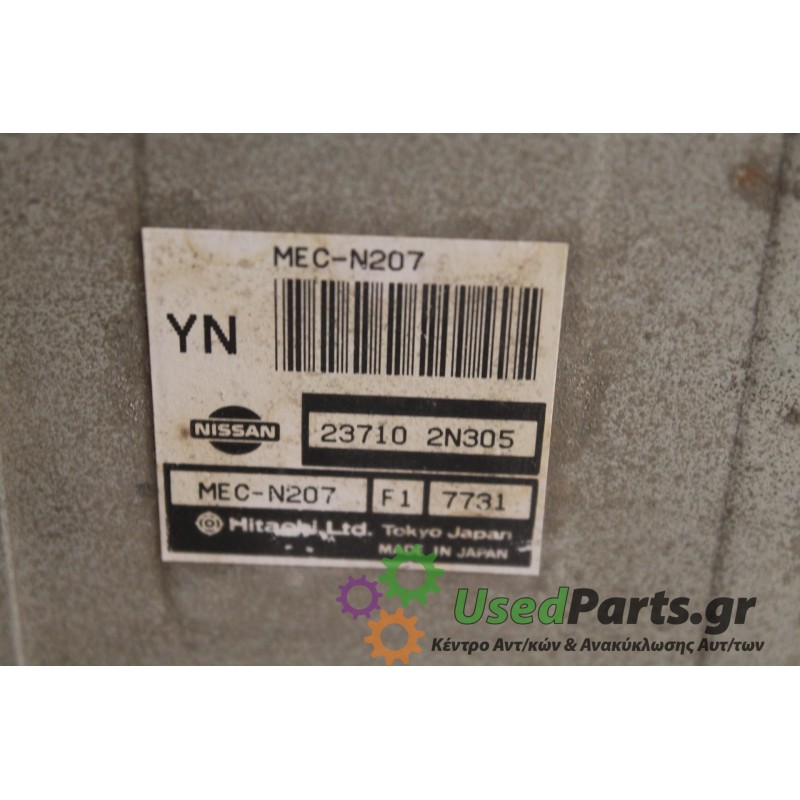 MEC-N207
YN
NISSAN
23710 2N305
MEC-N207 F1 7731
Hitachi, Ltd. Tokyo Japan
MADE IN JAPAN
UsedParts.gr
Κέντρο Αντ/κών & Ανακύκλωσης Αυτ/των